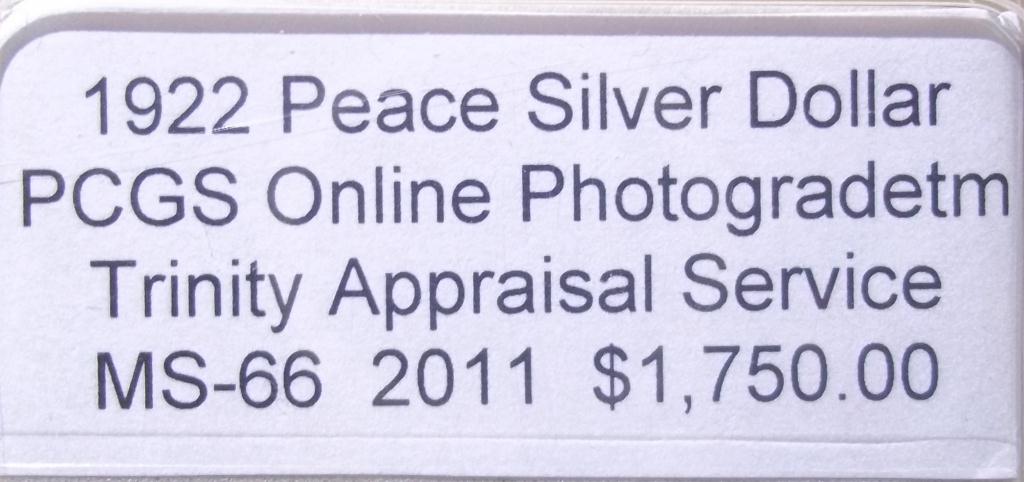 1922 Peace Silver Dollar
PCGS Online Photogradetm
Trinity Appraisal Service
MS-66 2011 $1,750.00